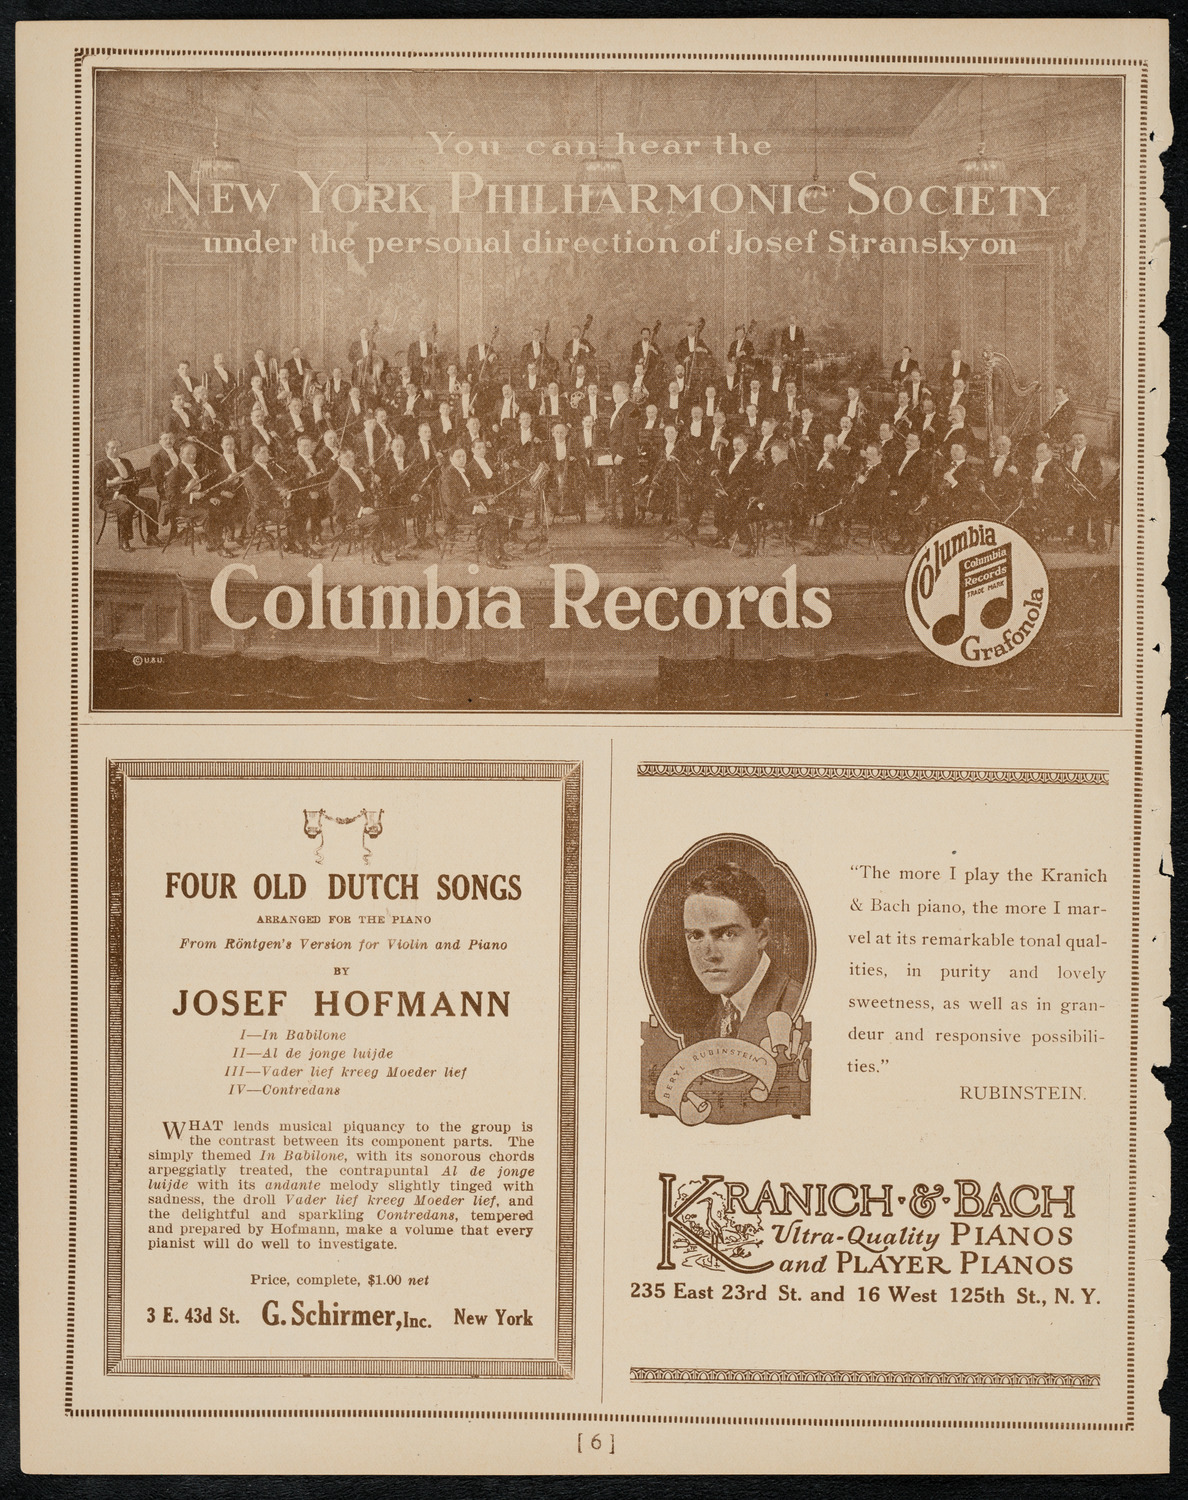 You can hear the
NEW YORK PHILHARMONIC SOCIETY
under the personal direction of Josef Stransky on
Columbia Records
Columbia
Columbia
Records
TRADE MARK
Grafonola
© U.& U.
FOUR OLD DUTCH SONGS
ARRANGED FOR THE PIANO
From Röntgen's Version for Violin and Piano
BY
JOSEF HOFMANN
I—In Babilone
II—Al de jonge luijde
III—Vader lief kreeg Moeder lief
IV—Contredans
WHAT lends musical piquancy to the group is
the contrast between its component parts. The
simply themed In Babilone, with its sonorous chords
arpeggiatly treated, the contrapuntal Al de jonge
luijde with its andante melody slightly tinged with
sadness, the droll Vader lief kreeg Moeder lief, and
the delightful and sparkling Contredans, tempered
and prepared by Hofmann, make a volume that every
pianist will do well to investigate.
Price, complete, $1.00 net
3 E. 43d St. G. Schirmer, Inc. New York
BERYL RUBINSTEIN
“The more I play the Kranich
& Bach piano, the more I mar-
vel at its remarkable tonal qual-
ities, in purity and lovely
sweetness, as well as in gran-
deur and responsive possibili-
ties.”
RUBINSTEIN.
KRANICH·&·BACH
Ultra-Quality PIANOS
and PLAYER PIANOS
235 East 23rd St. and 16 West 125th St., N. Y.
[ 6 ]